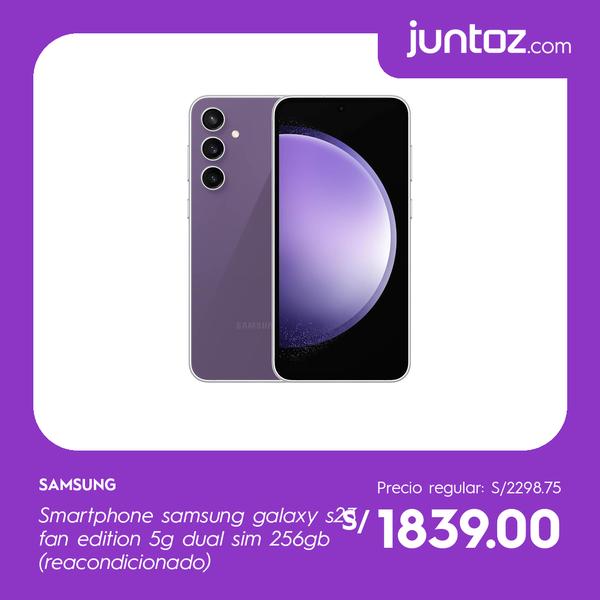 juntoz.com
SAMSUNG
SAMSUNG
Precio regular: S/2298.75
Smartphone samsung galaxy s23
fan edition 5g dual sim 256gb
(reacondicionado)
S/ 1839.00